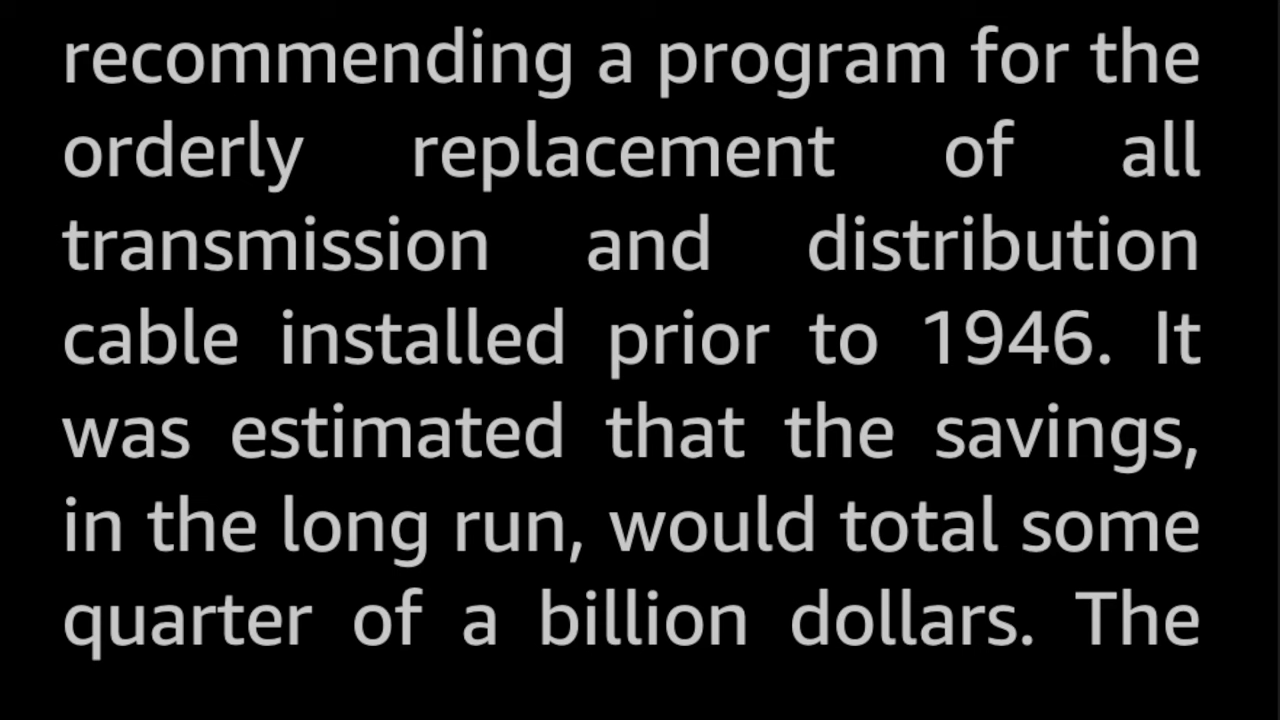 recommending a program for the
orderly replacement of all
transmission and distribution
cable installed prior to 1946. It
was estimated that the savings,
in the long run, would total some
quarter of a billion dollars. The